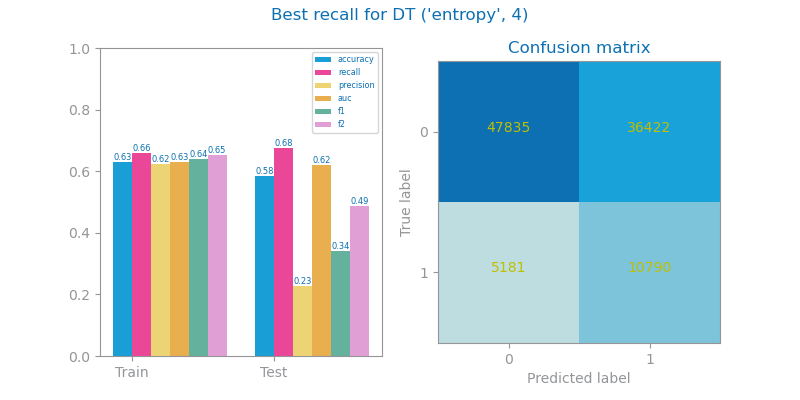 Best recall for DT ('entropy', 4)
1.0
0.8
0.6
0.4
0.2
0.0
accuracy
recall
precision
auc
f1
f2
0.63 0.66 0.62 0.63 0.64 0.65 0.58 0.68 0.23 0.62 0.34 0.49
Train Test
Confusion matrix
True label
0 47835 36422
1 5181 10790
0 1
Predicted label